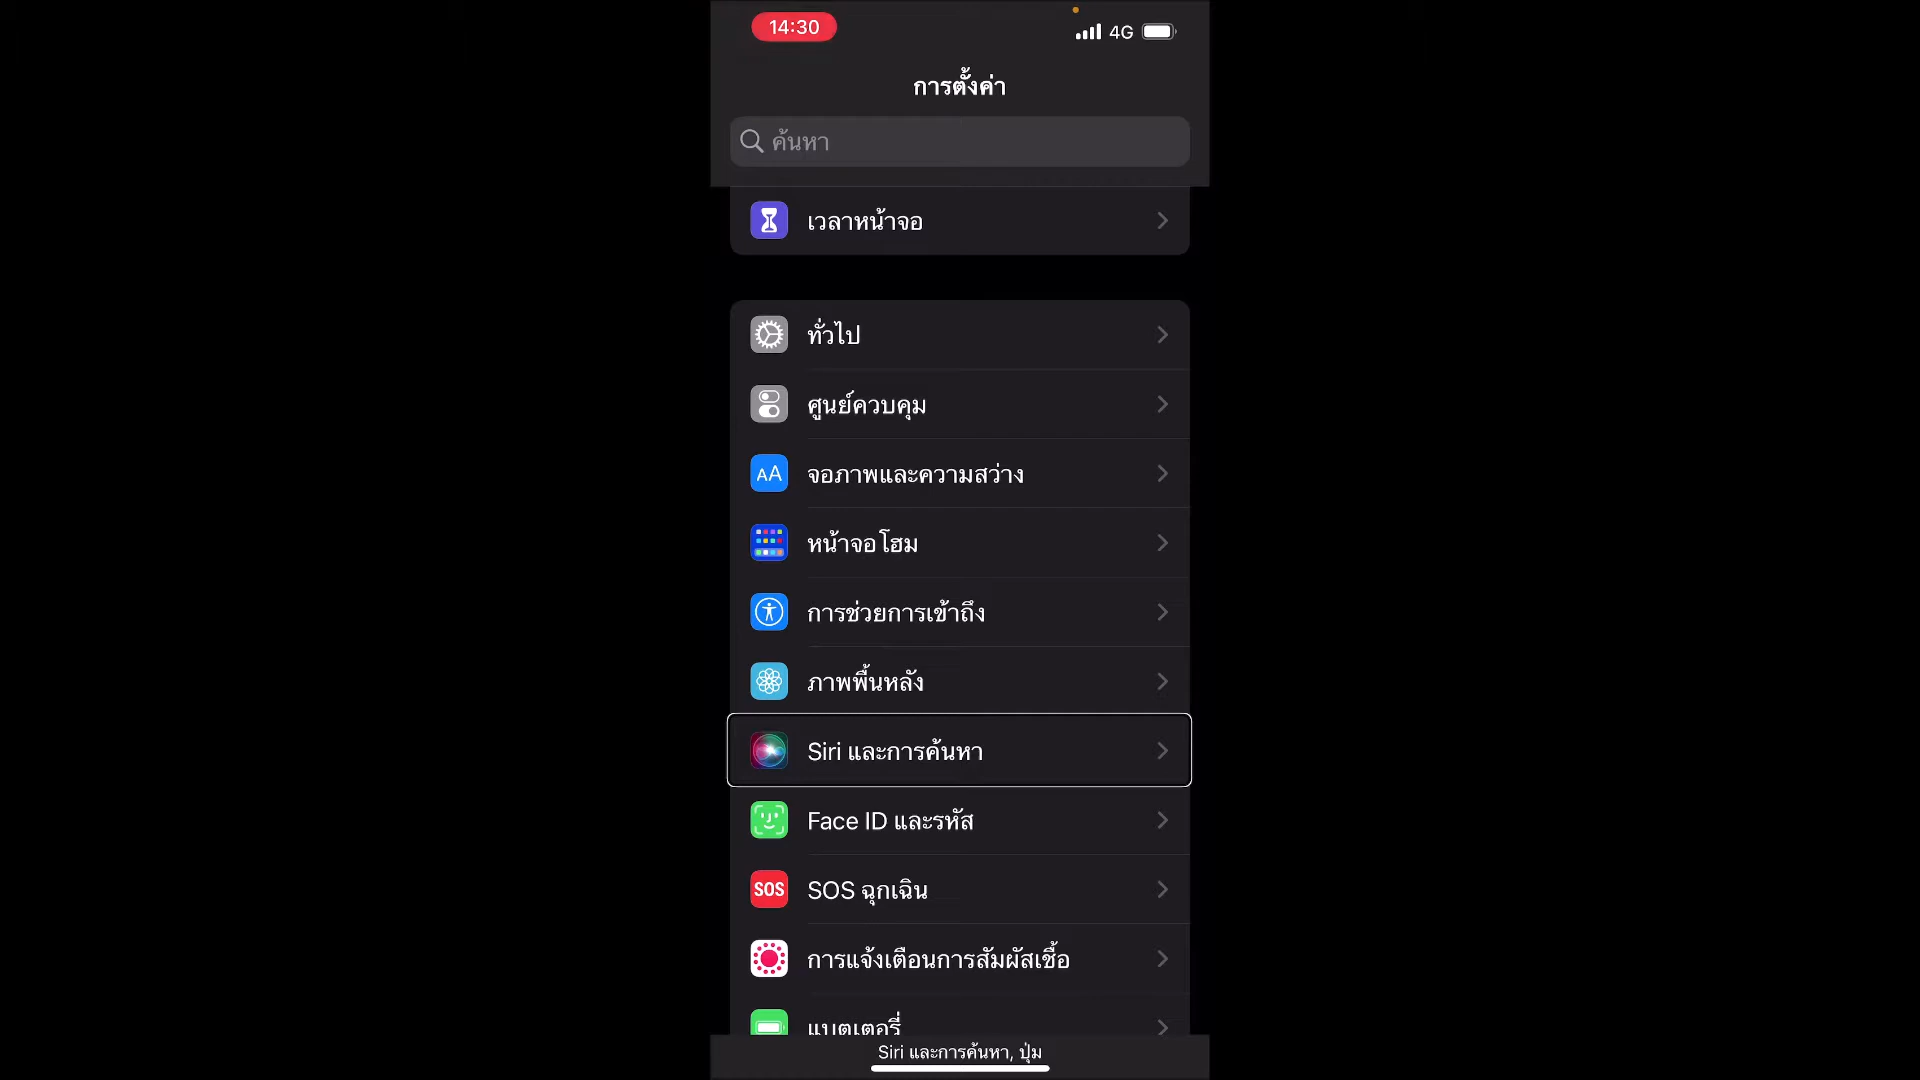 14:30
4G
การตั้งค่า
ค้นหา
เวลาหน้าจอ
ทั่วไป
ศูนย์ควบคุม
AA
จอภาพและความสว่าง
หน้าจอโฮม
การช่วยการเข้าถึง
ภาพพื้นหลัง
Siri และการค้นหา
Face ID และรหัส
SOS
SOS ฉุกเฉิน
การแจ้งเตือนการสัมผัสเชื้อ
แบตเตอรี่
Siri และการค้นหา, ปุ่ม